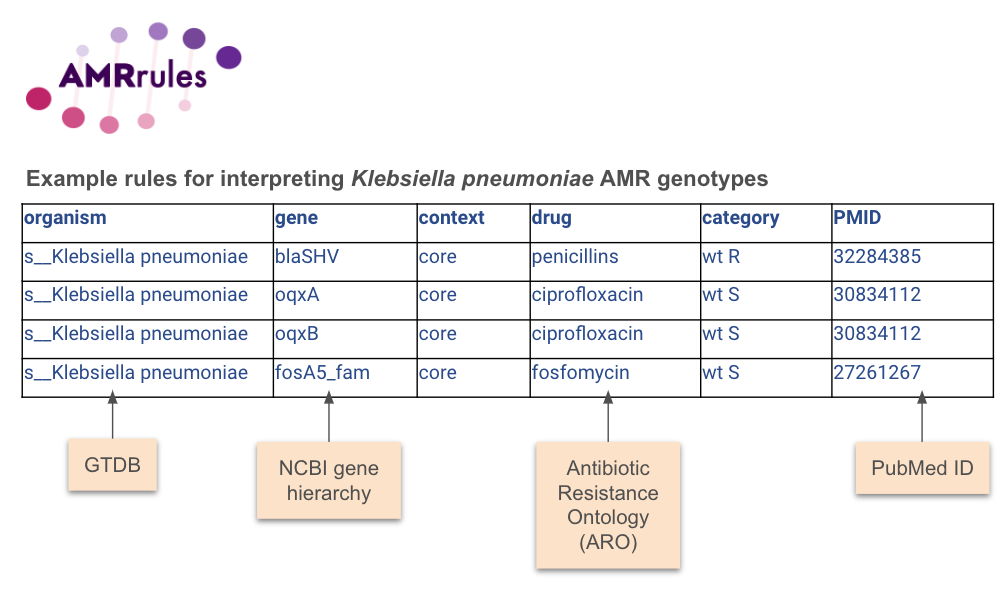 AMRrules
Example rules for interpreting Klebsiella pneumoniae AMR genotypes
organism gene context drug category PMID
s__Klebsiella pneumoniae blaSHV core penicillins wt R 32284385
s__Klebsiella pneumoniae oqxA core ciprofloxacin wt S 30834112
s__Klebsiella pneumoniae oqxB core ciprofloxacin wt S 30834112
s__Klebsiella pneumoniae fosA5_fam core fosfomycin wt S 27261267
GTDB
NCBI gene
hierarchy
Antibiotic
Resistance
Ontology
(ARO)
PubMed ID